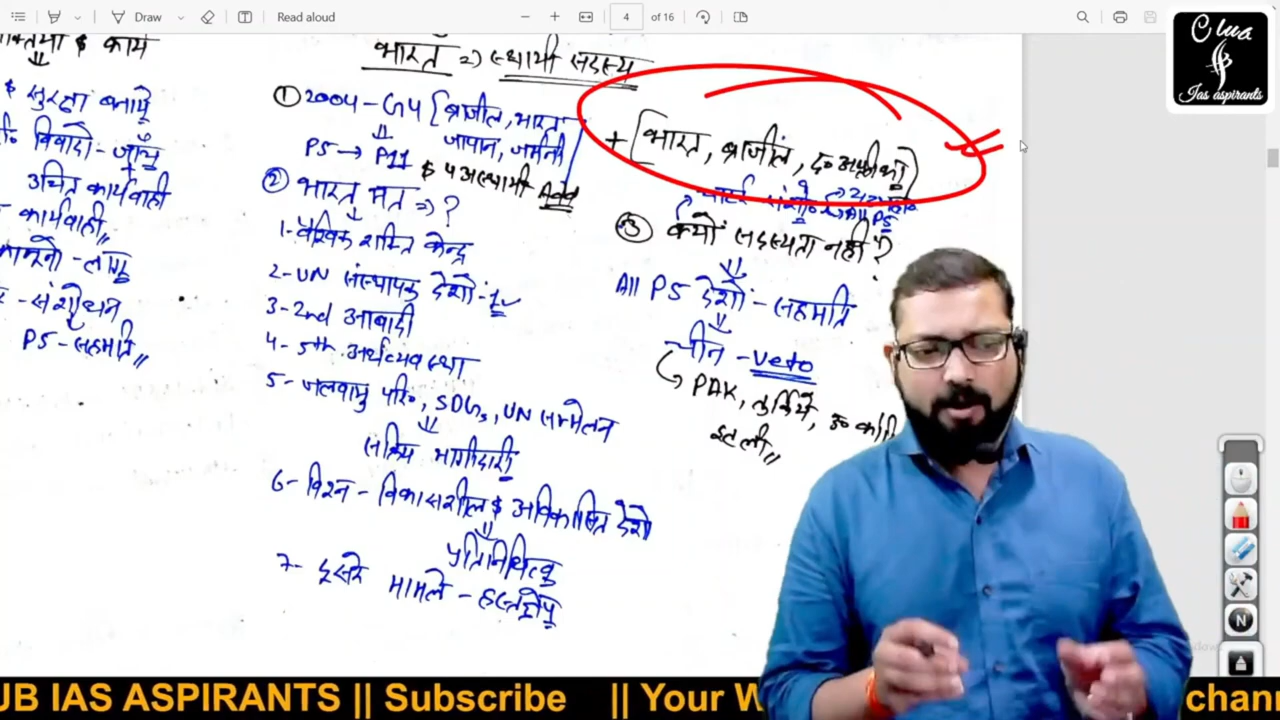 Draw
Read aloud
4
of 16
Clua
Ias aspirants
$ कार्य
भारत => स्थायी सदस्य
$ सुरक्षा बनाये
विवादो - जाँच
उचित कार्यवाही
कार्यवाही
कानूनो - लागु
संशोधन
P5 - सहमति
① 2004 - G4 { ब्राजील, भारत
जापान, जर्मनी
P5 → P11 $ 4 अस्थायी Add
+ [भारत, ब्राजील, द० अफ्रीका]
② भारत मत => ?
1- वैश्विक शक्ति केन्द्र
2- UN संस्थापक देशो - 1
3- 2nd आबादी
4- 5th अर्थव्यवस्था
5- जलवायु परि०, SDGs, UN सम्मेलन
सक्रिय भागीदारी
6- विश्व - विकासशील $ अविकसित देशो
प्रतिनिधित्व
7- दूसरे मामले - हस्तक्षेप
③ क्यों सदस्यता नहीं ?
All P5 देशो - सहमति
चीन - Veto
PAK, तुर्किये,
इटली
N
UB IAS ASPIRANTS || Subscribe || Your W
chann